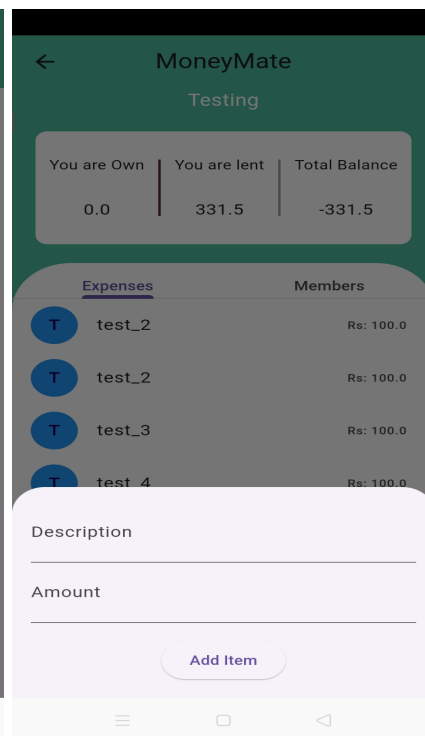 MoneyMate
Testing
You are Own You are lent Total Balance
0.0 331.5 -331.5
Expenses Members
T test_2 Rs: 100.0
T test_2 Rs: 100.0
T test_3 Rs: 100.0
T test_4 Rs: 100.0
Description
Amount
Add Item